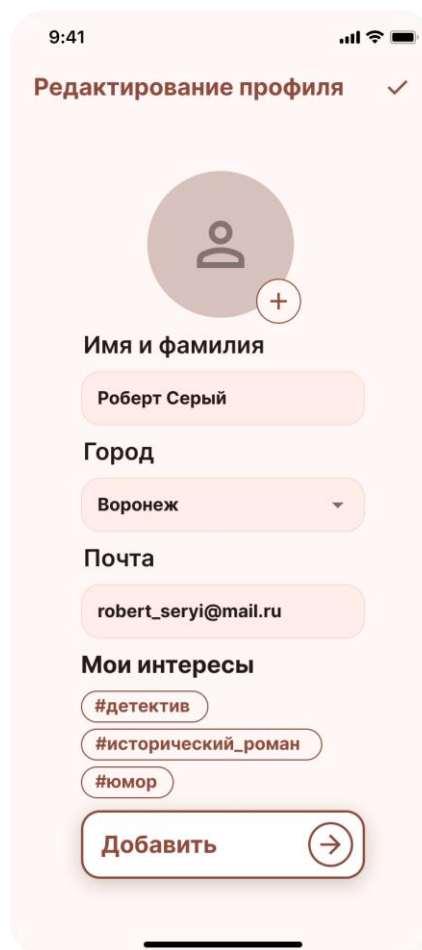 9:41
Редактирование профиля
Имя и фамилия
Роберт Серый
Город
Воронеж
Почта
robert_seryi@mail.ru
Мои интересы
#детектив
#исторический_роман
#юмор
Добавить